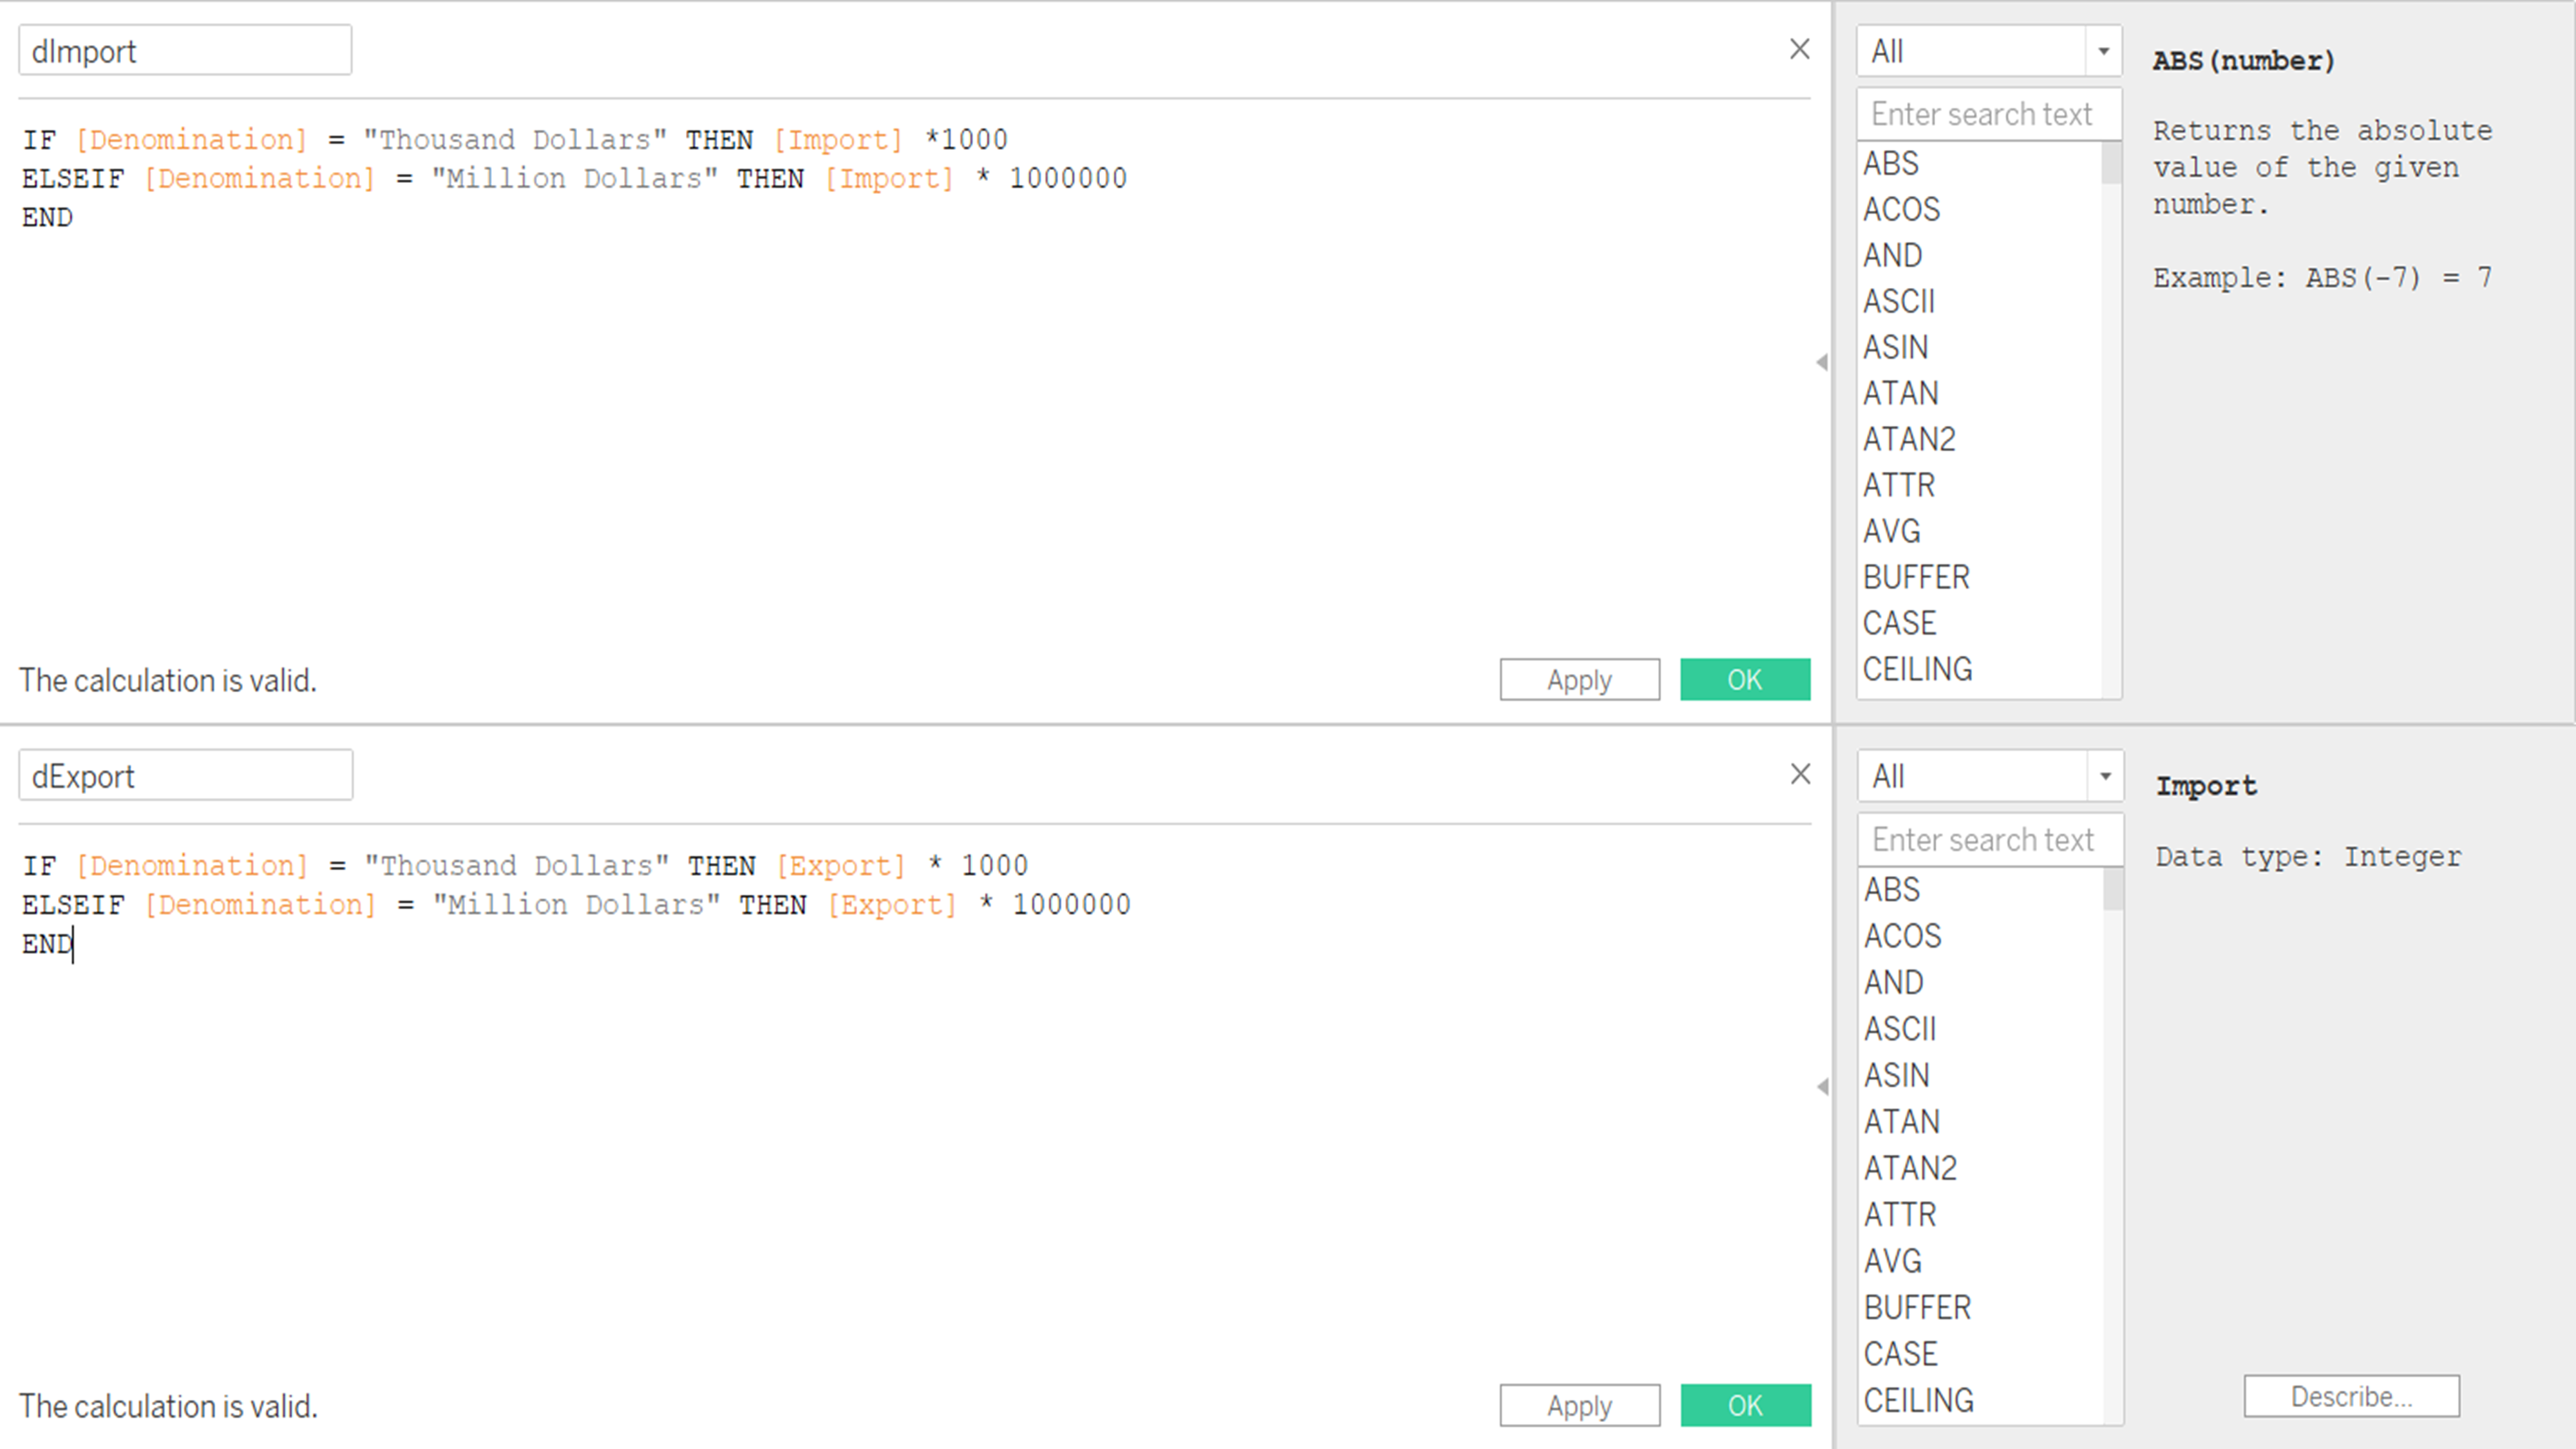 dImport
IF [Denomination] = "Thousand Dollars" THEN [Import] *1000
ELSEIF [Denomination] = "Million Dollars" THEN [Import] * 1000000
END
The calculation is valid.
Apply
OK
All
Enter search text
ABS
ACOS
AND
ASCII
ASIN
ATAN
ATAN2
ATTR
AVG
BUFFER
CASE
CEILING
ABS(number)
Returns the absolute
value of the given
number.
Example: ABS(-7) = 7
dExport
IF [Denomination] = "Thousand Dollars" THEN [Export] * 1000
ELSEIF [Denomination] = "Million Dollars" THEN [Export] * 1000000
END
The calculation is valid.
Apply
OK
All
Enter search text
ABS
ACOS
AND
ASCII
ASIN
ATAN
ATAN2
ATTR
AVG
BUFFER
CASE
CEILING
Import
Data type: Integer
Describe...